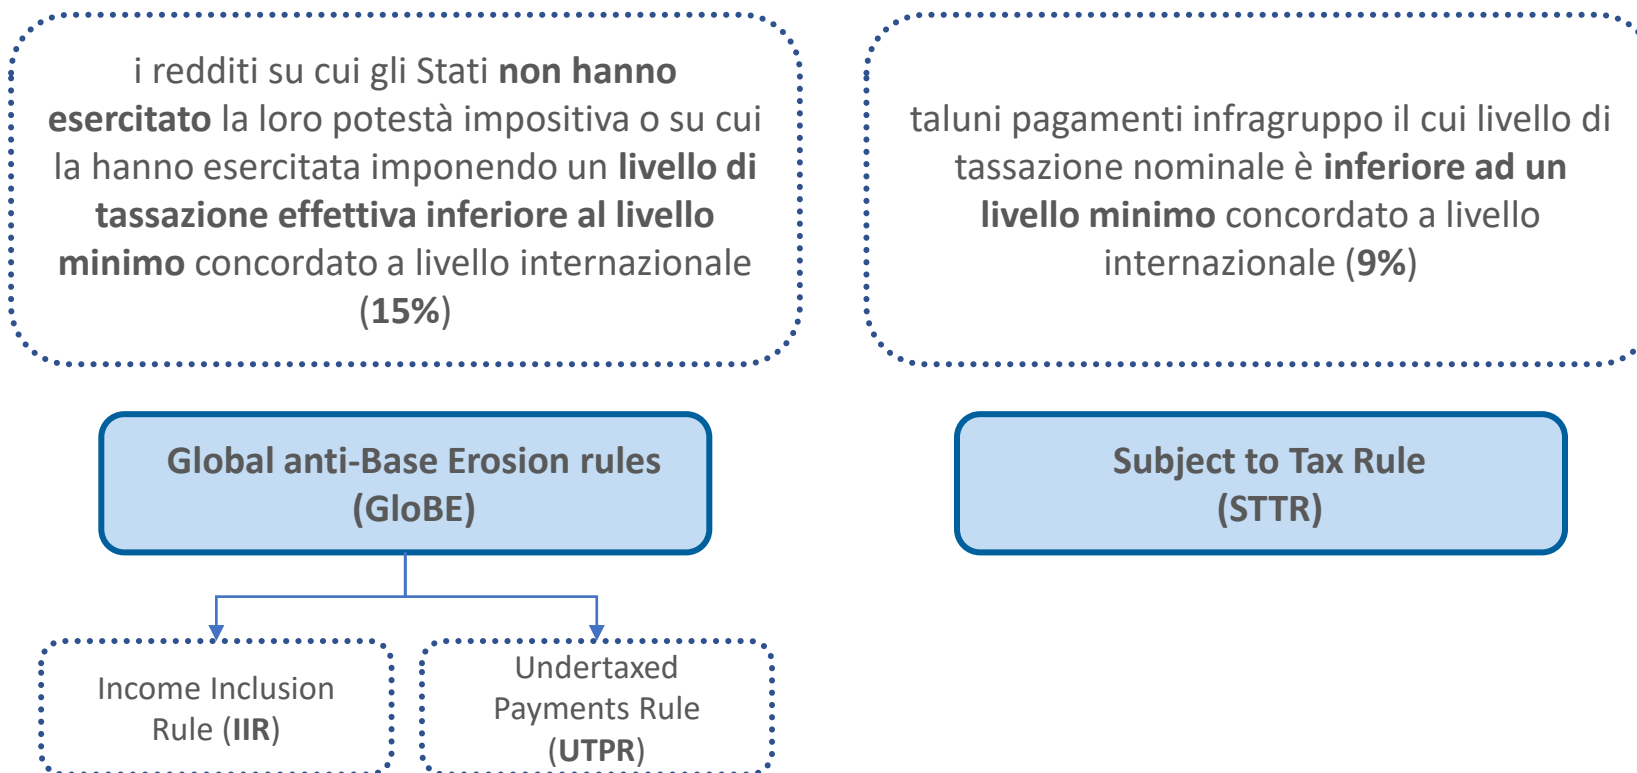 i redditi su cui gli Stati non hanno
esercitato la loro potestà impositiva o su cui
la hanno esercitata imponendo un livello di
tassazione effettiva inferiore al livello
minimo concordato a livello internazionale
(15%)
taluni pagamenti infragruppo il cui livello di
tassazione nominale è inferiore ad un
livello minimo concordato a livello
internazionale (9%)
Global anti-Base Erosion rules
(GloBE)
Subject to Tax Rule
(STTR)
Income Inclusion
Rule (IIR)
Undertaxed
Payments Rule
(UTPR)